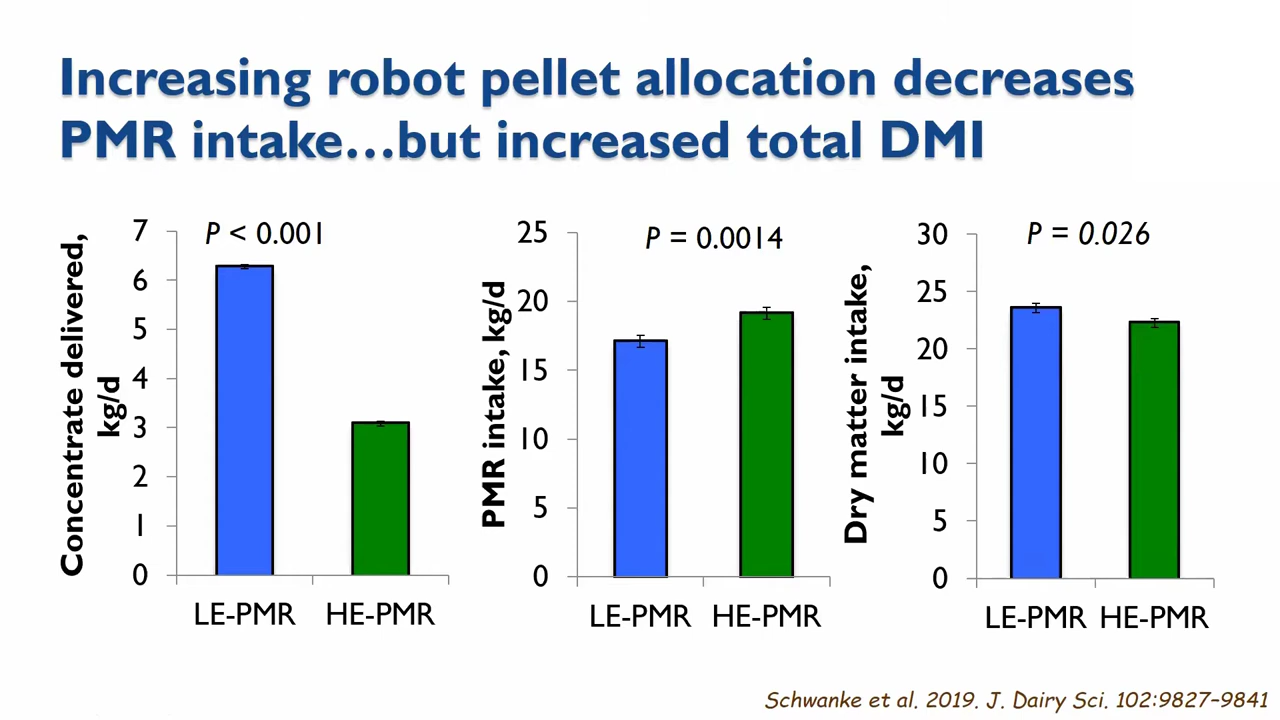 Increasing robot pellet allocation decreases
PMR intake…but increased total DMI
Concentrate delivered,
kg/d
7
6
5
4
3
2
1
0
P < 0.001
LE-PMR HE-PMR
PMR intake, kg/d
25
20
15
10
5
0
P = 0.0014
LE-PMR HE-PMR
Dry matter intake,
kg/d
30
25
20
15
10
5
0
P = 0.026
LE-PMR HE-PMR
Schwanke et al. 2019. J. Dairy Sci. 102:9827–9841